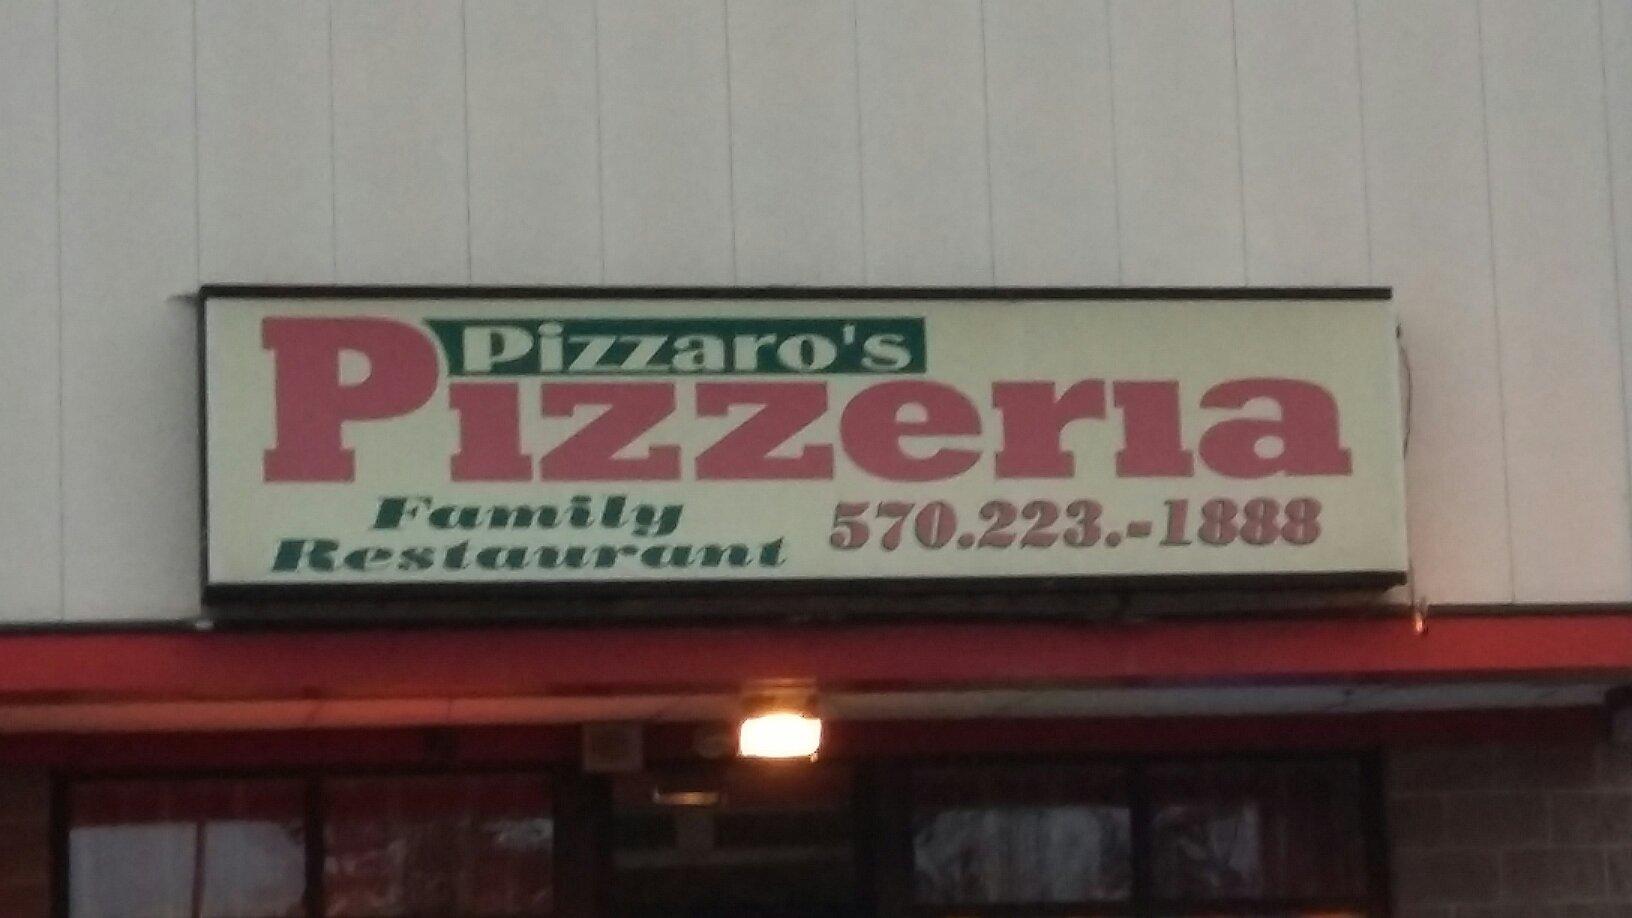 Pizzaro's
Pizzeria
Family
Restaurant
570.223.-1888